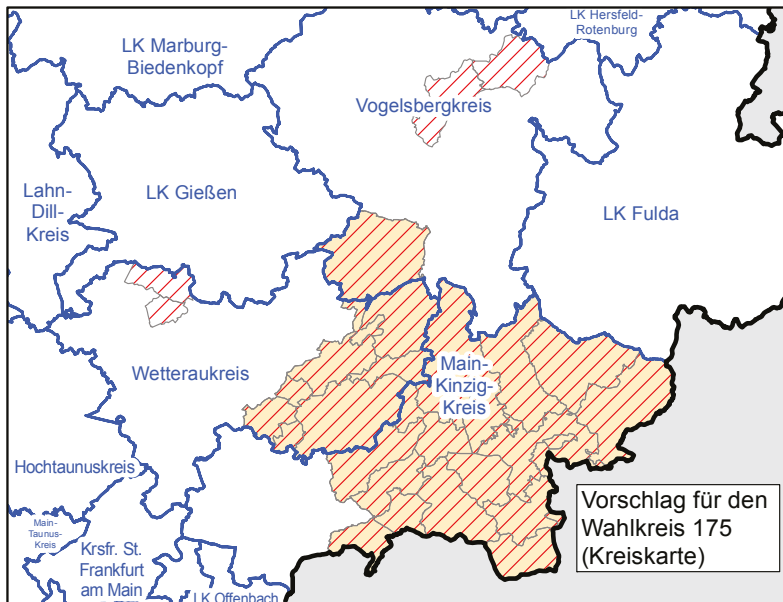 LK Hersfeld-
Rotenburg
LK Marburg-
Biedenkopf
Vogelsbergkreis
LK Gießen
Lahn-
Dill-
Kreis
LK Fulda
Wetteraukreis
Main-
Kinzig-
Kreis
Hochtaunuskreis
Main-
Taunus-
Kreis
Krsfr. St.
Frankfurt
am Main
LK Offenbach
Vorschlag für den
Wahlkreis 175
(Kreiskarte)